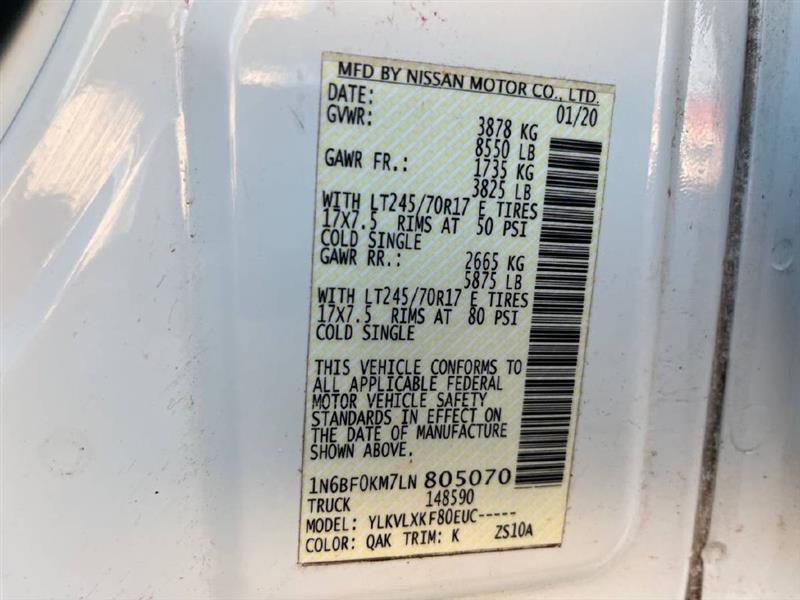 MFD BY NISSAN MOTOR CO., LTD.
DATE: 01/20
GVWR: 3878 KG
8550 LB
GAWR FR.: 1735 KG
3825 LB
WITH LT245/70R17 E TIRES
17X7.5 RIMS AT 50 PSI
COLD SINGLE
GAWR RR.: 2665 KG
5875 LB
WITH LT245/70R17 E TIRES
17X7.5 RIMS AT 80 PSI
COLD SINGLE
THIS VEHICLE CONFORMS TO
ALL APPLICABLE FEDERAL
MOTOR VEHICLE SAFETY
STANDARDS IN EFFECT ON
THE DATE OF MANUFACTURE
SHOWN ABOVE.
1N6BF0KM7LN 805070
TRUCK 148590
MODEL: YLKVLXKF80EUC-----
COLOR: QAK TRIM: K ZS10A